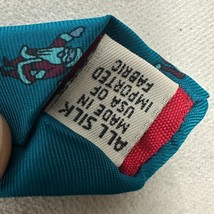 ALL SILK
MADE IN
USA OF
IMPORTED
FABRIC